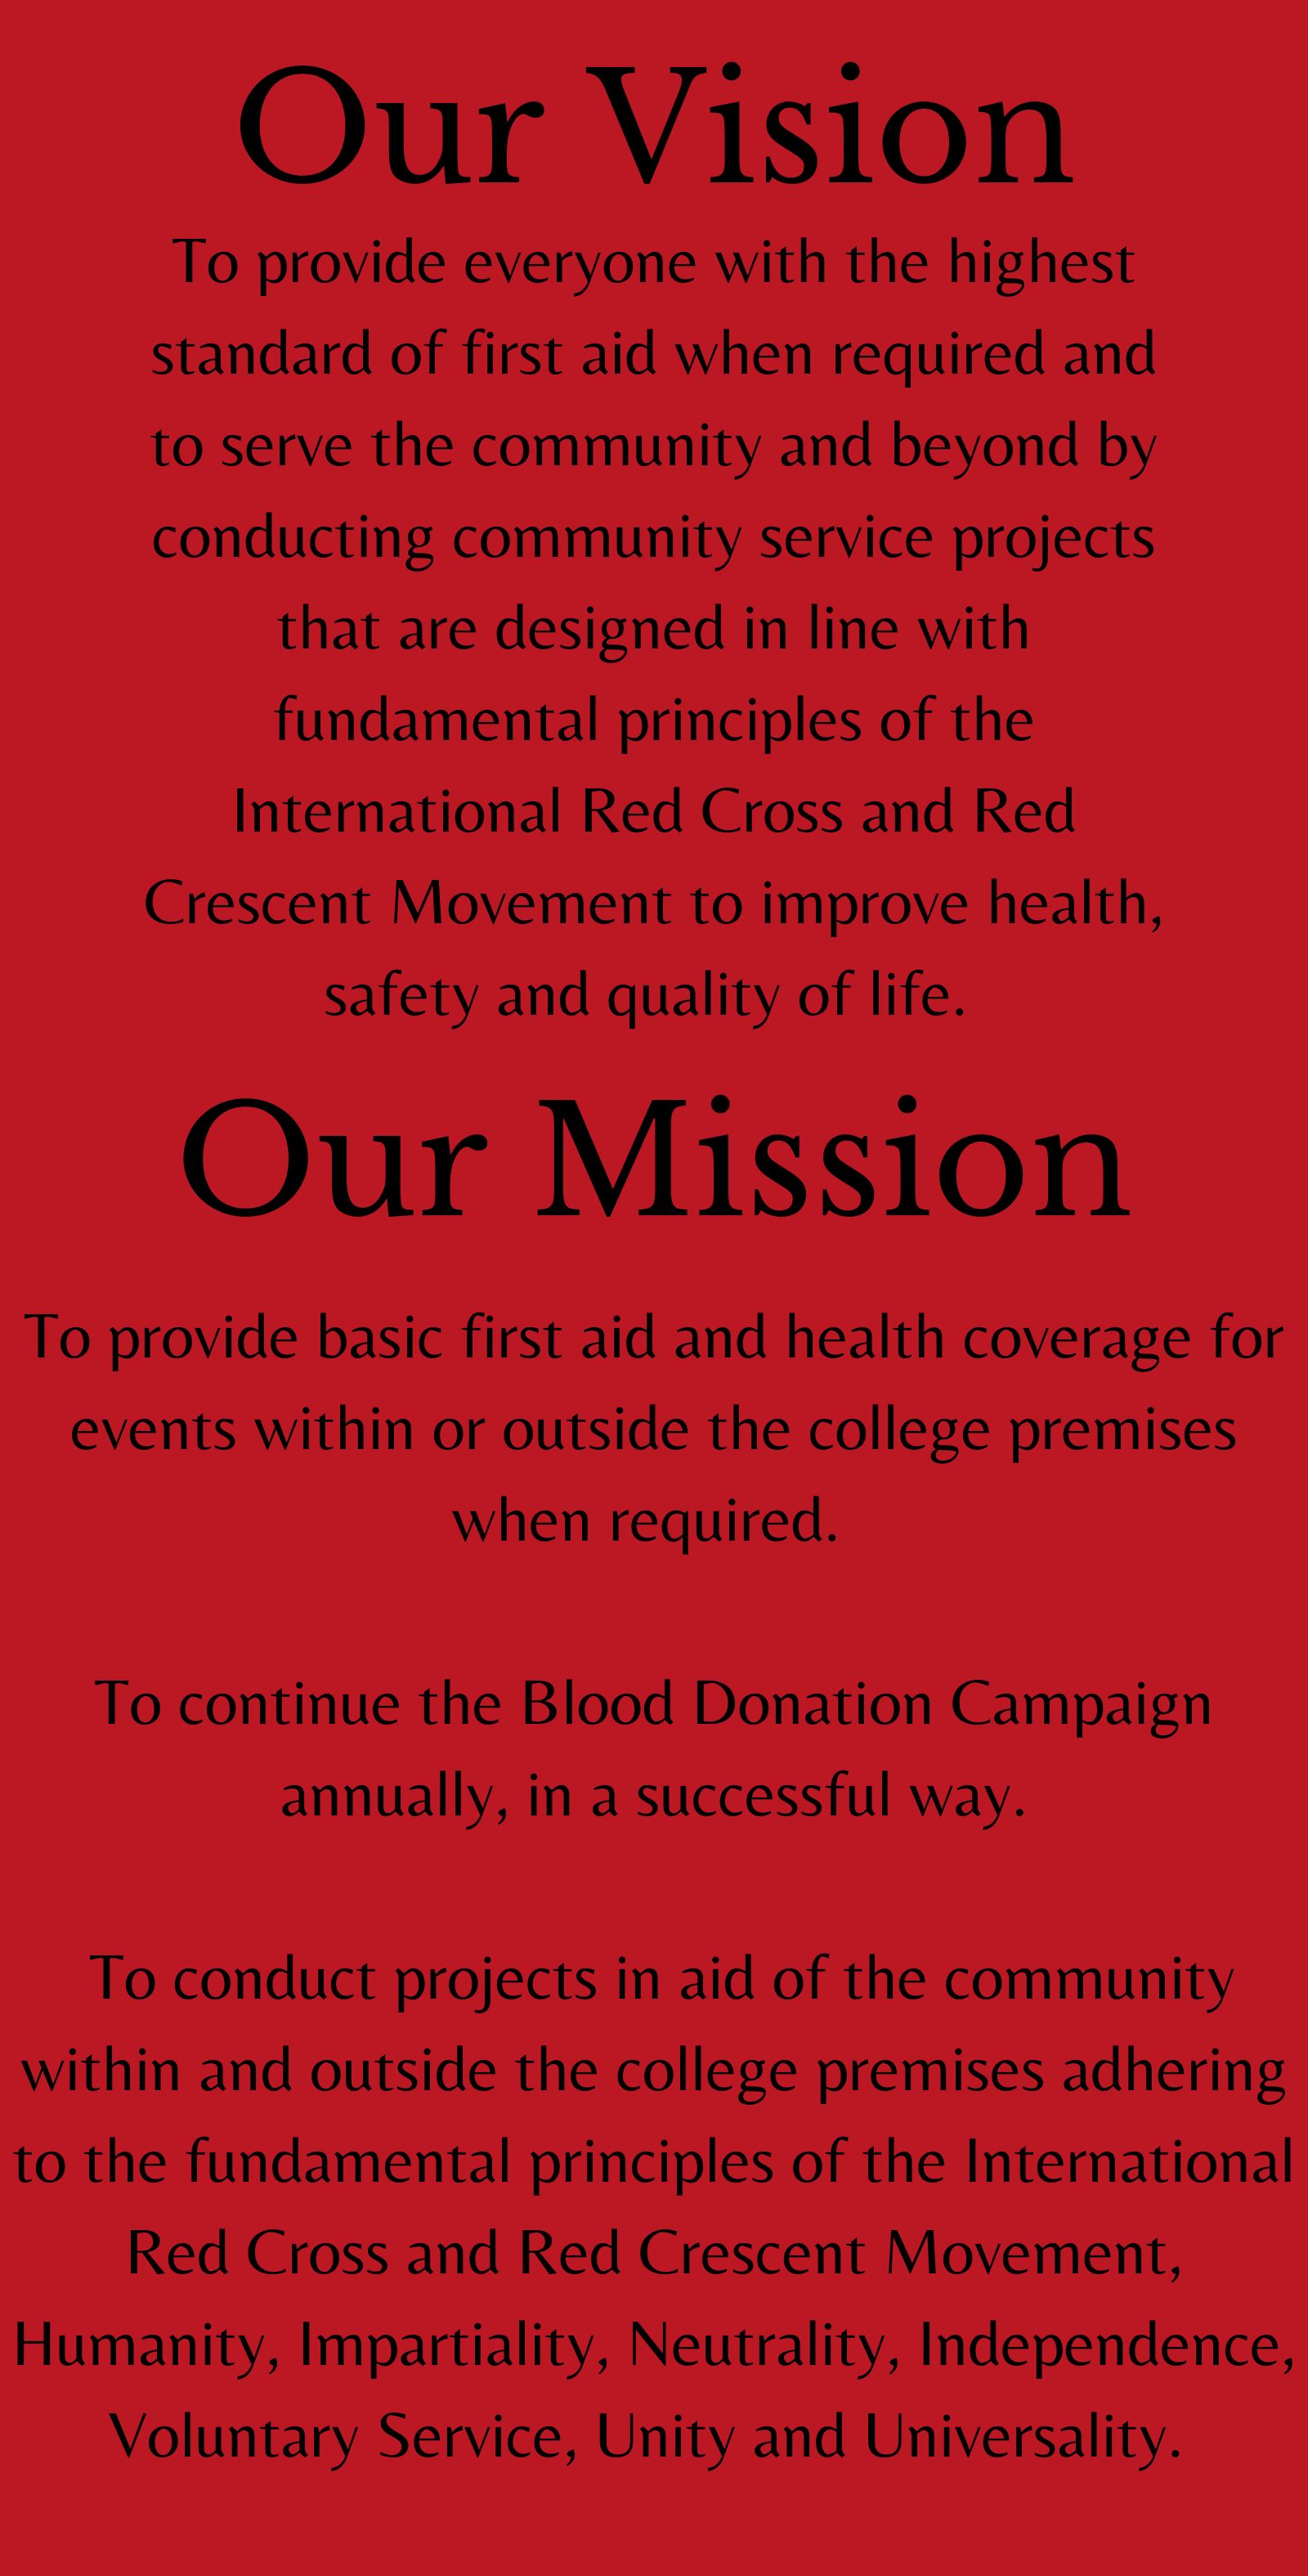 Our Vision
To provide everyone with the highest
standard of first aid when required and
to serve the community and beyond by
conducting community service projects
that are designed in line with
fundamental principles of the
International Red Cross and Red
Crescent Movement to improve health,
safety and quality of life.
Our Mission
To provide basic first aid and health coverage for
events within or outside the college premises
when required.
To continue the Blood Donation Campaign
annually, in a successful way.
To conduct projects in aid of the community
within and outside the college premises adhering
to the fundamental principles of the International
Red Cross and Red Crescent Movement,
Humanity, Impartiality, Neutrality, Independence,
Voluntary Service, Unity and Universality.